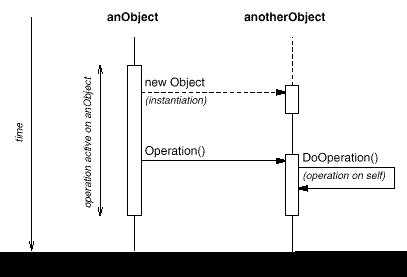 anObject
anotherObject
new Object
(instantiation)
Operation()
DoOperation()
(operation on self)
time
operation active on anObject